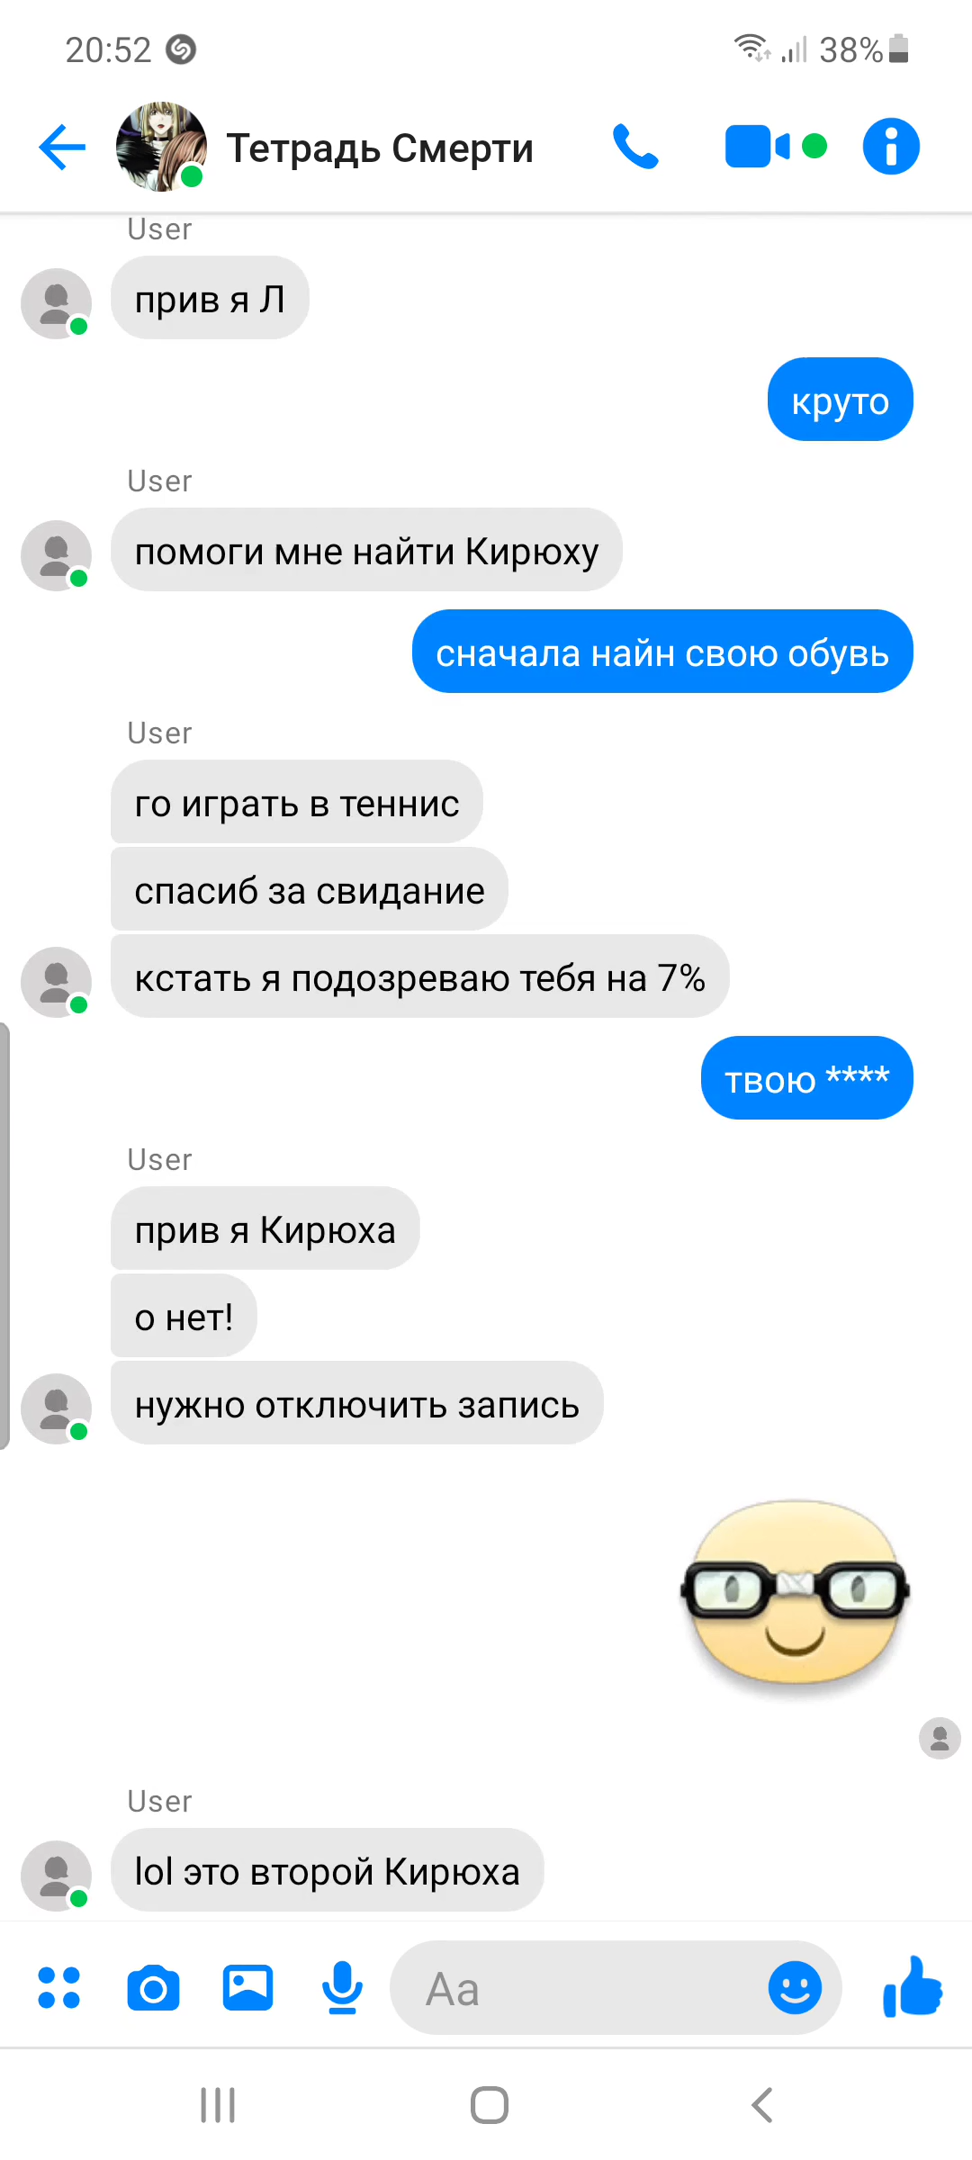 20:52
38%
Тетрадь Смерти
User
прив я Л
круто
User
помоги мне найти Кирюху
сначала найн свою обувь
User
го играть в теннис
спасиб за свидание
кстать я подозреваю тебя на 7%
твою ****
User
прив я Кирюха
о нет!
нужно отключить запись
User
lol это второй Кирюха
Aa